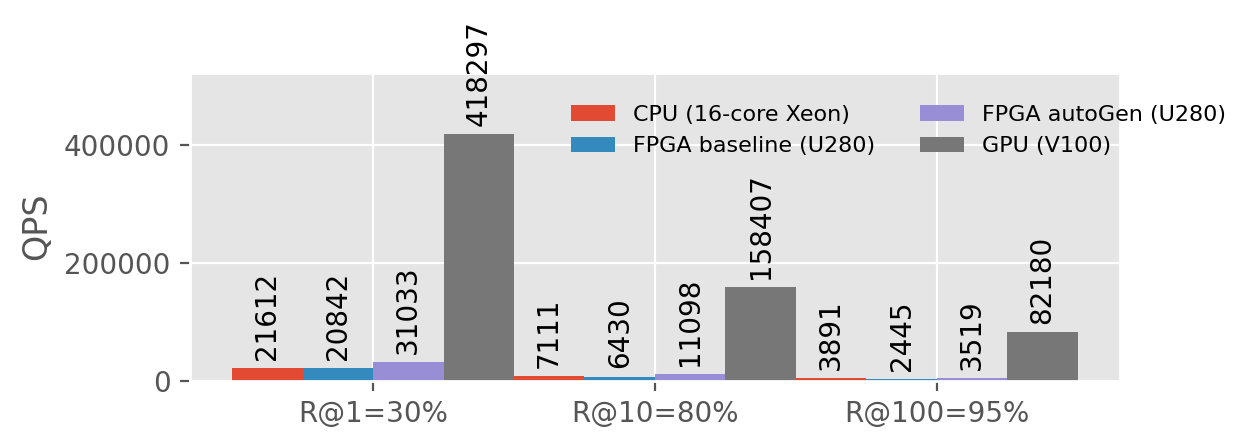 QPS
400000
200000
0
CPU (16-core Xeon)
FPGA baseline (U280)
FPGA autoGen (U280)
GPU (V100)
21612
20842
31033
418297
7111
6430
11098
158407
3891
2445
3519
82180
R@1=30%
R@10=80%
R@100=95%